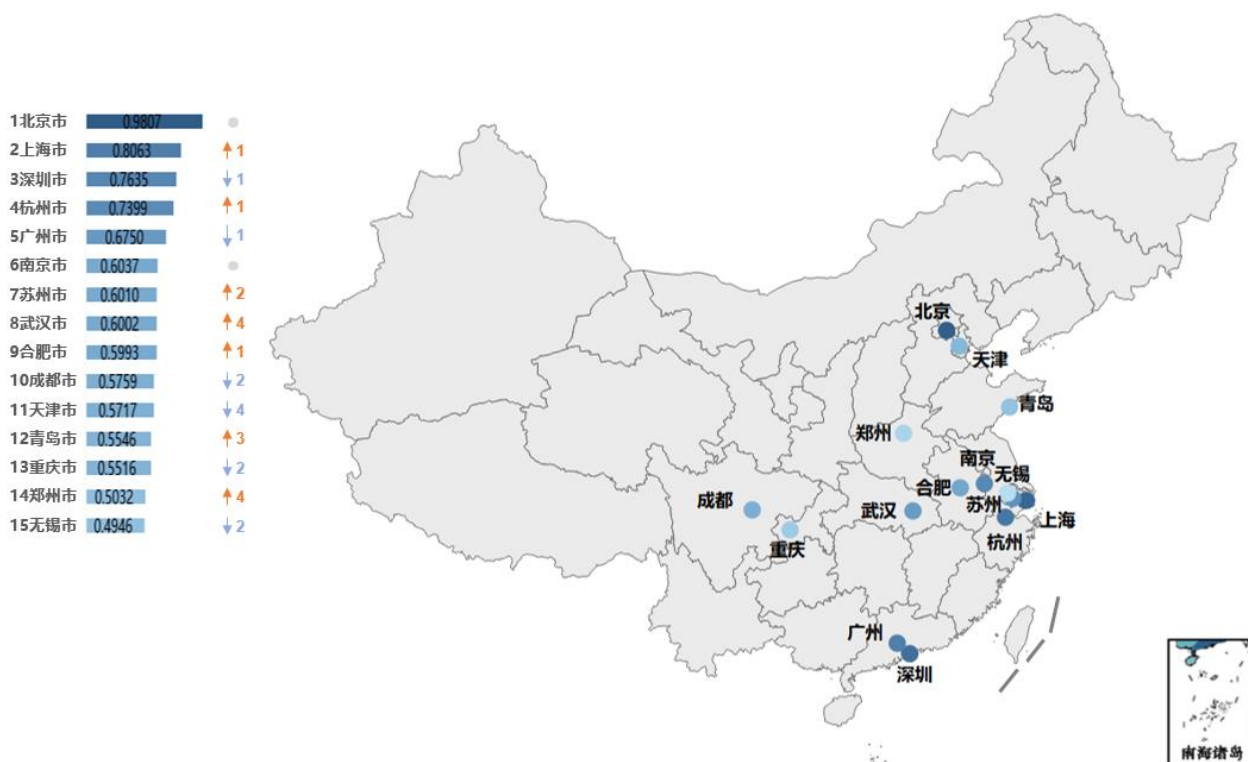 1北京市 0.9807
2上海市 0.8063 1
3深圳市 0.7635 1
4杭州市 0.7399 1
5广州市 0.6750 1
6南京市 0.6037
7苏州市 0.6010 2
8武汉市 0.6002 4
9合肥市 0.5993 1
10成都市 0.5759 2
11天津市 0.5717 4
12青岛市 0.5546 3
13重庆市 0.5516 2
14郑州市 0.5032 4
15无锡市 0.4946 2
北京
天津
青岛
郑州
南京
无锡
合肥
苏州
成都
武汉
上海
杭州
重庆
广州
深圳
南海诸岛